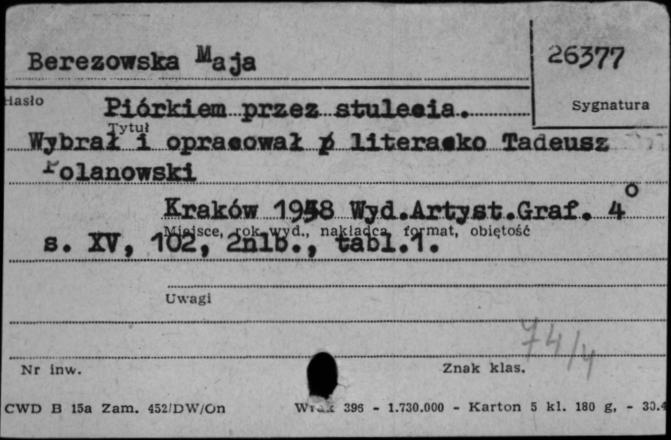 Berezowska Maja
26377
Hasło
Piórkiem przez stulecia.
Sygnatura
Tytuł
Wybrał i opracował literacko Tadeusz
Polanowski
Kraków 1958 Wyd.Artyst.Graf. 4°
Miejsce, rok wyd., nakładca, format, objętość
s. XV, 102, 2nlb., tabl.1.
Uwagi
74/4
Nr inw.
Znak klas.
CWD B 15a Zam. 452/DW/On
396 - 1.730.000 - Karton 5 kl. 180 g, - 30.4